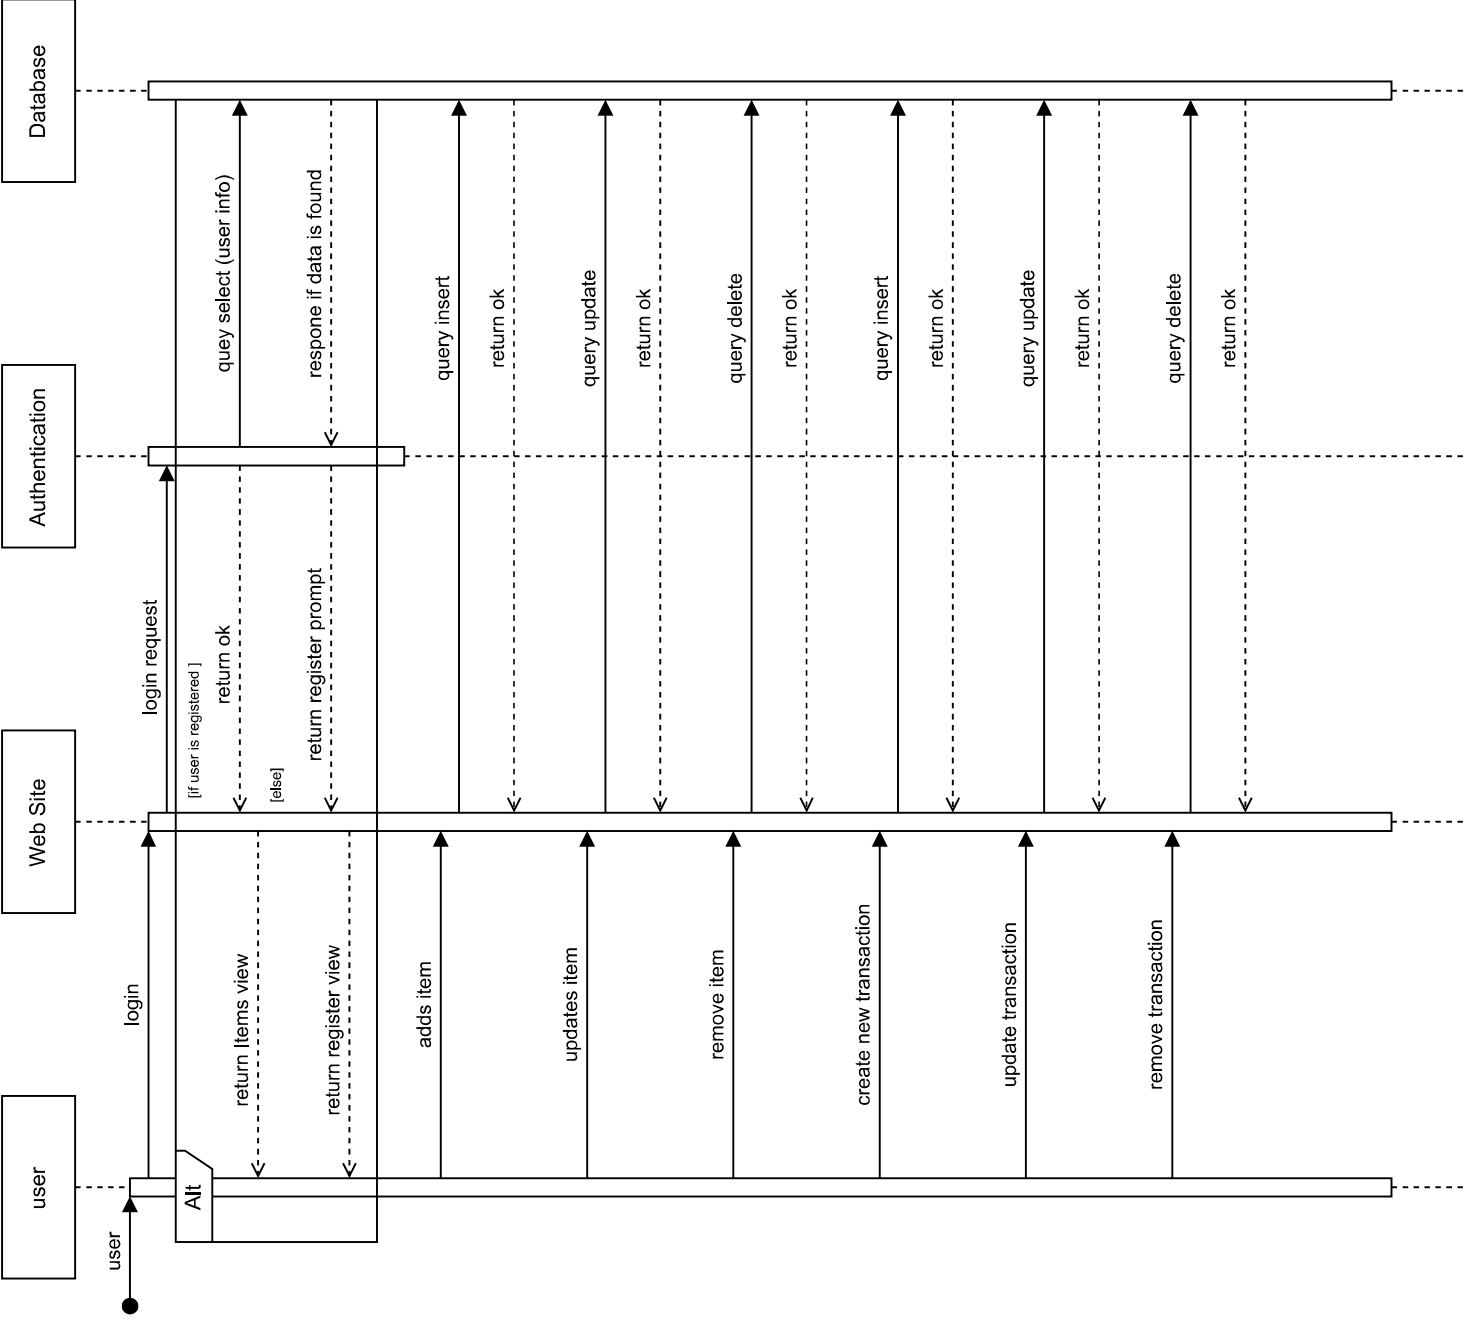 user
Web Site
Authentication
Database
user
login
login request
Alt
[if user is registered ]
quey select (user info)
return ok
return Items view
[else]
respone if data is found
return register prompt
return register view
adds item
query insert
return ok
updates item
query update
return ok
remove item
query delete
return ok
create new transaction
query insert
return ok
update transaction
query update
return ok
remove transaction
query delete
return ok